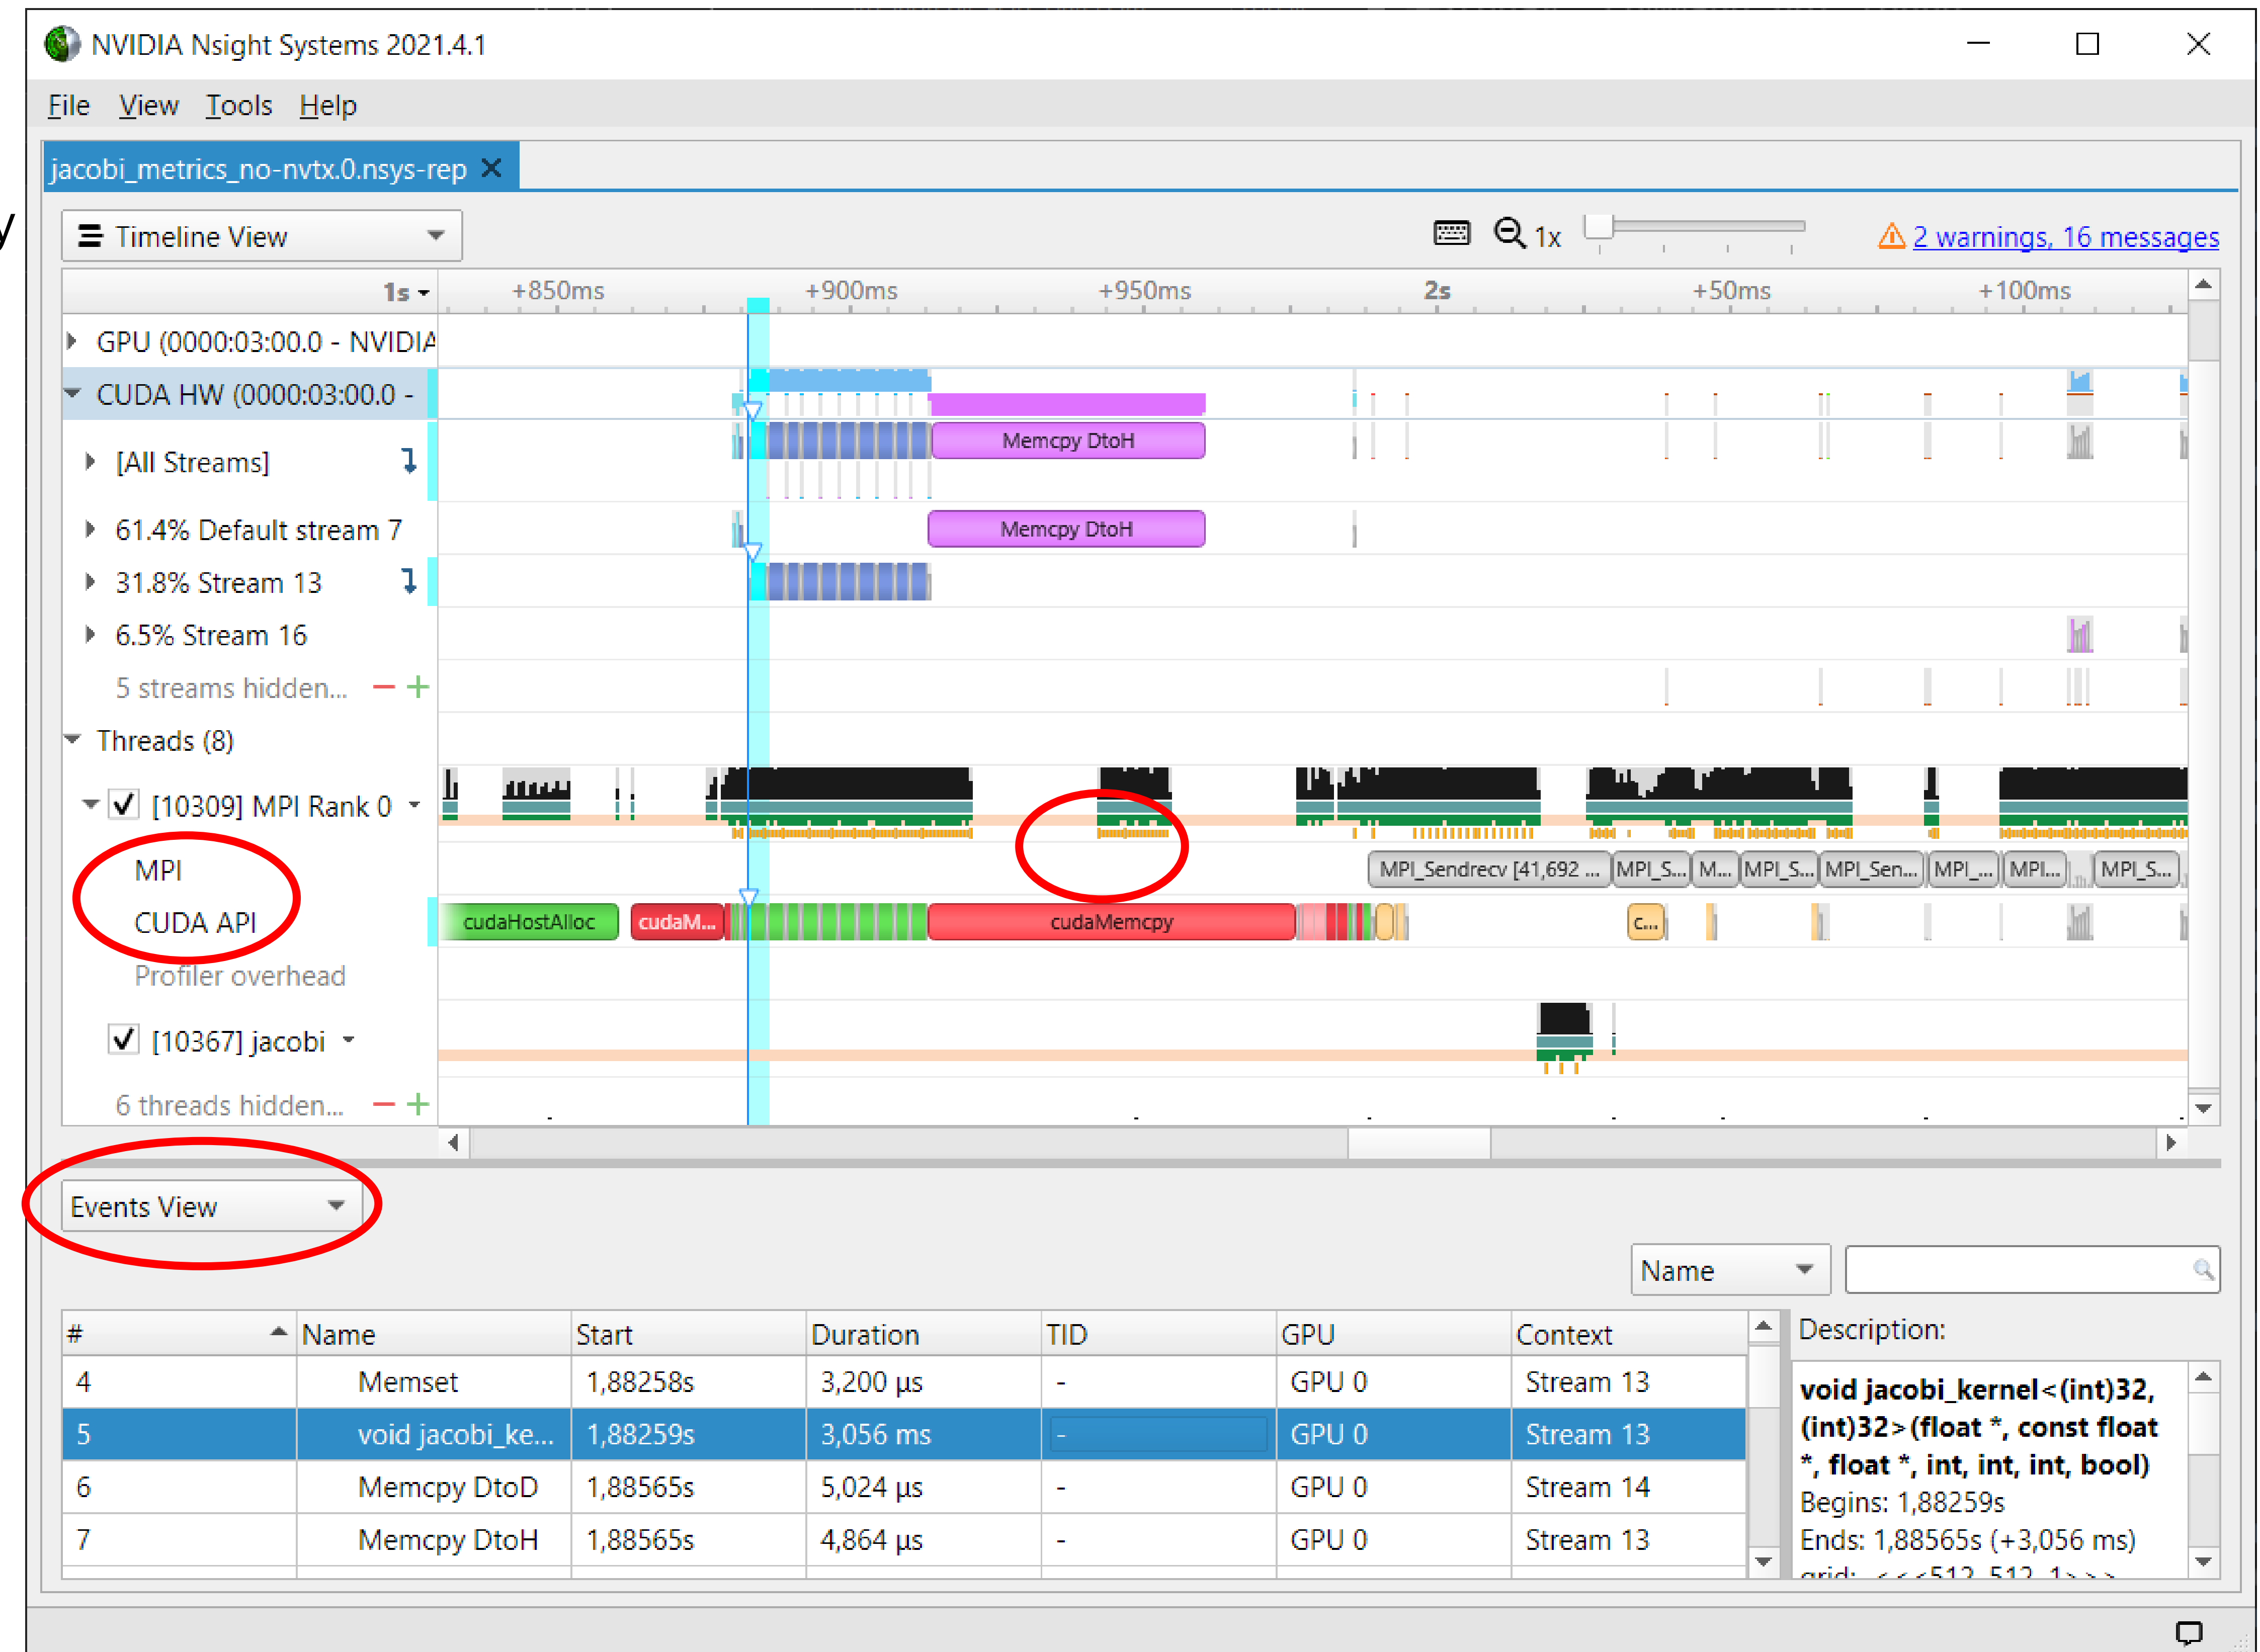 NVIDIA Nsight Systems 2021.4.1
File View Tools Help
jacobi_metrics_no-nvtx.0.nsys-rep
y
Timeline View
1x
2 warnings, 16 messages
1s
+850ms
+900ms
+950ms
2s
+50ms
+100ms
GPU (0000:03:00.0 - NVIDIA
CUDA HW (0000:03:00.0 -
[All Streams]
Memcpy DtoH
61.4% Default stream 7
Memcpy DtoH
31.8% Stream 13
6.5% Stream 16
5 streams hidden...
Threads (8)
[10309] MPI Rank 0
MPI
MPI_Sendrecv [41,692 ...
MPI_S...
M...
MPI_S...
MPI_Sen...
MPI_...
MPI...
MPI_S...
CUDA API
cudaHostAlloc
cudaM...
cudaMemcpy
c...
Profiler overhead
[10367] jacobi
6 threads hidden...
Events View
Name
# Name Start Duration TID GPU Context
4 Memset 1,88258s 3,200 μs - GPU 0 Stream 13
5 void jacobi_ke... 1,88259s 3,056 ms - GPU 0 Stream 13
6 Memcpy DtoD 1,88565s 5,024 μs - GPU 0 Stream 14
7 Memcpy DtoH 1,88565s 4,864 μs - GPU 0 Stream 13
Description:
void jacobi_kernel<(int)32,
(int)32>(float *, const float
*, float *, int, int, int, bool)
Begins: 1,88259s
Ends: 1,88565s (+3,056 ms)
grid: <<<512, 512, 1>>>